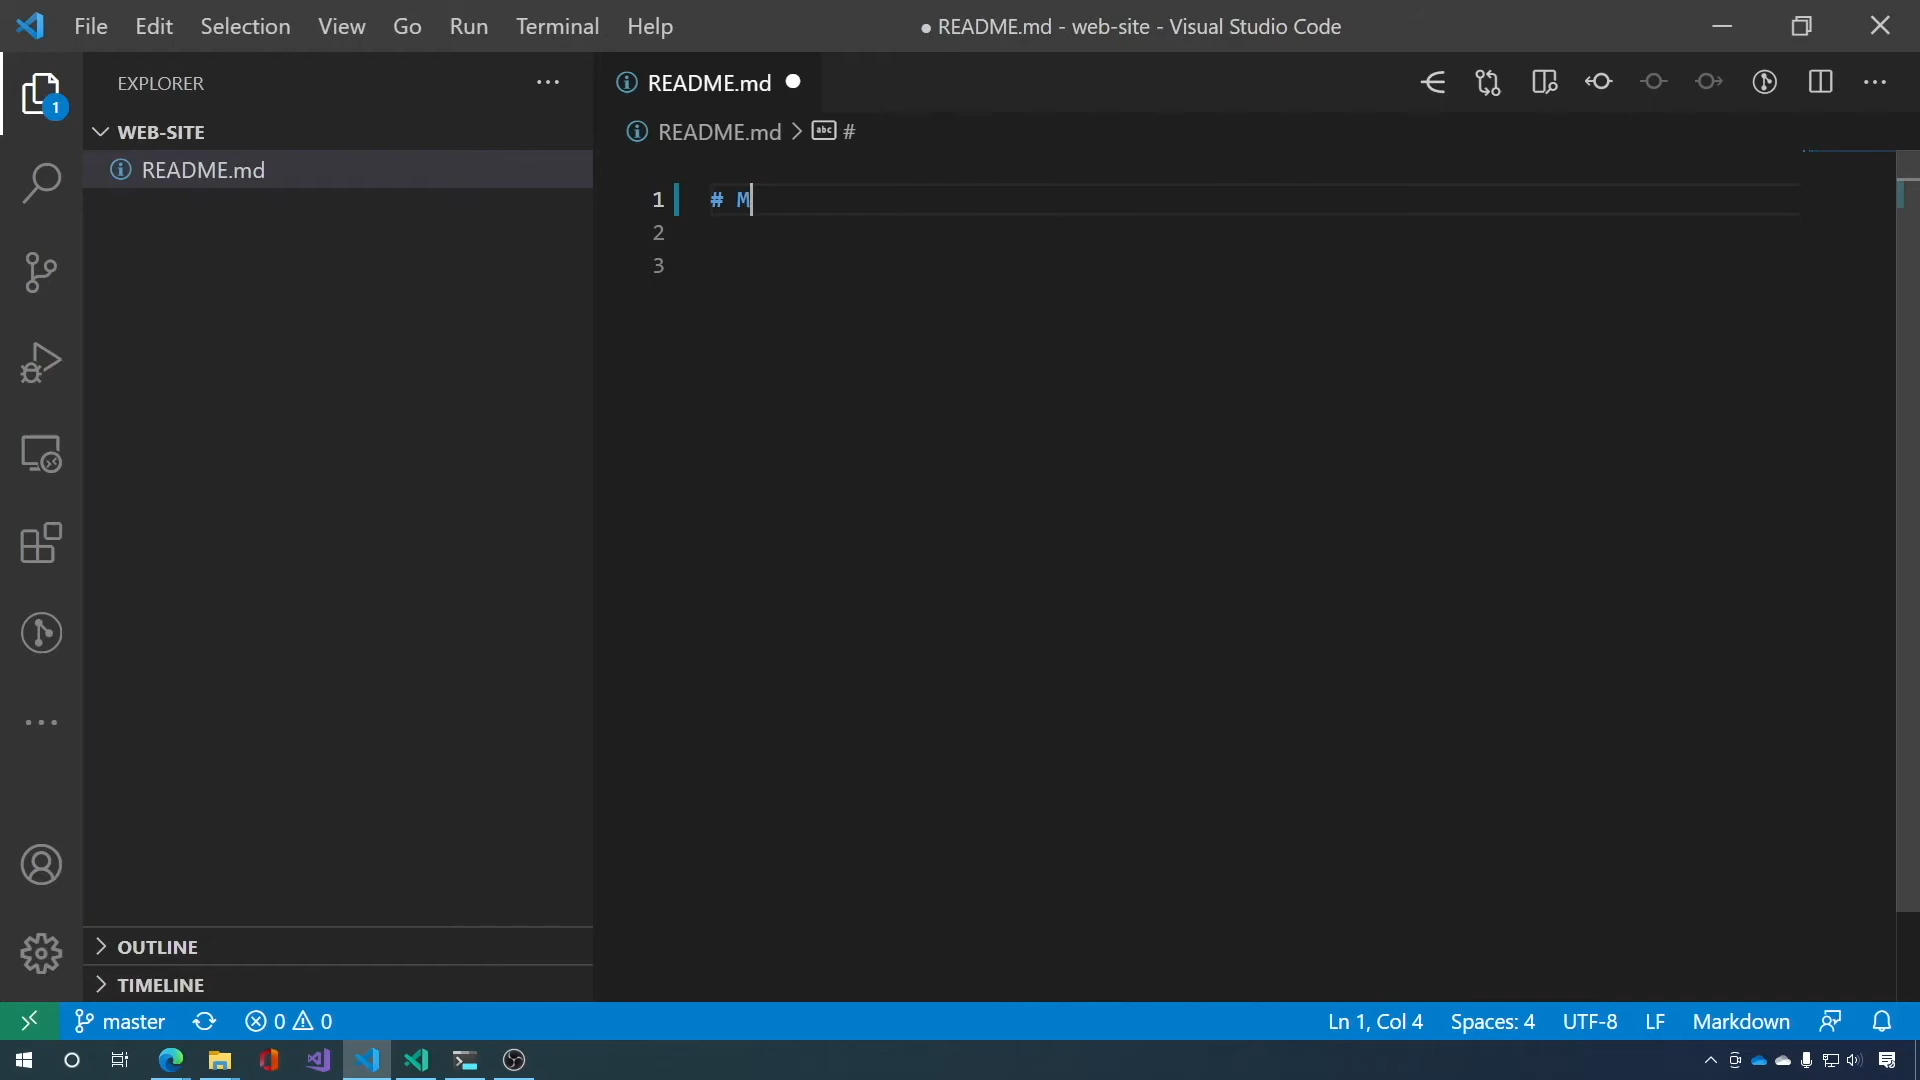 File Edit Selection View Go Run Terminal Help
● README.md - web-site - Visual Studio Code
EXPLORER
1
WEB-SITE
README.md
README.md
README.md > abc #
1 # M
2
3
OUTLINE
TIMELINE
master 0 0
Ln 1, Col 4 Spaces: 4 UTF-8 LF Markdown